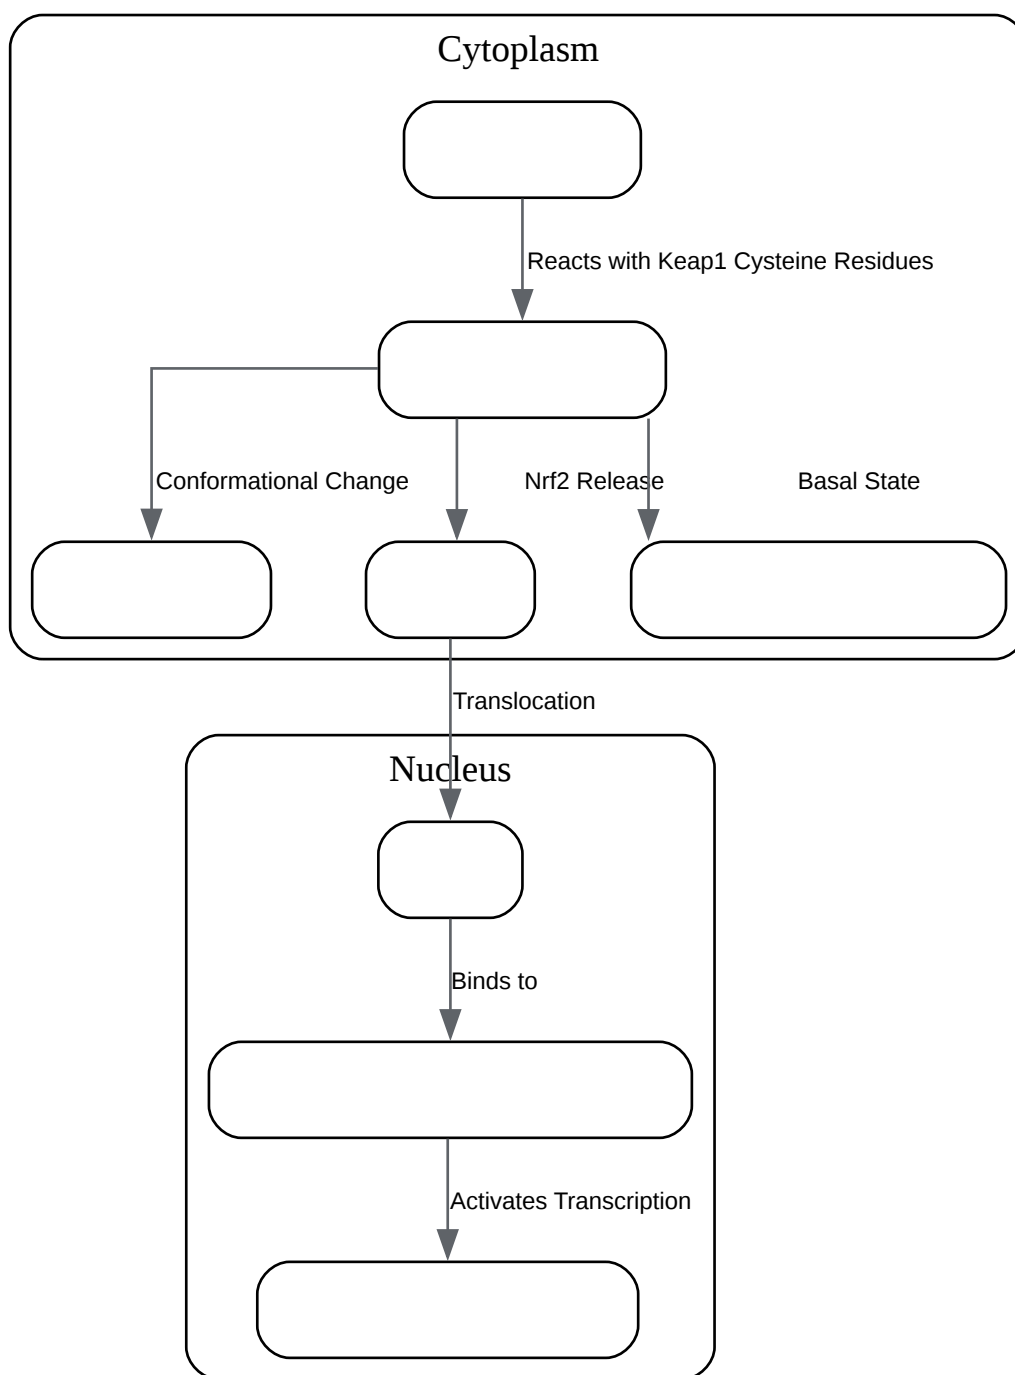 Cytoplasm
Reacts with Keap1 Cysteine Residues
Conformational Change
Nrf2 Release
Basal State
Translocation
Nucleus
Binds to
Activates Transcription